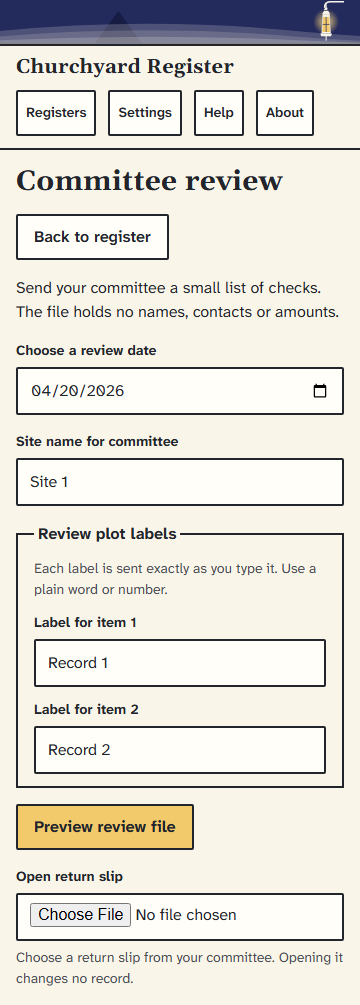 Churchyard Register
Registers Settings Help About
Committee review
Back to register
Send your committee a small list of checks.
The file holds no names, contacts or amounts.
Choose a review date
04/20/2026
Site name for committee
Site 1
Review plot labels
Each label is sent exactly as you type it. Use a
plain word or number.
Label for item 1
Record 1
Label for item 2
Record 2
Preview review file
Open return slip
Choose File No file chosen
Choose a return slip from your committee. Opening it
changes no record.